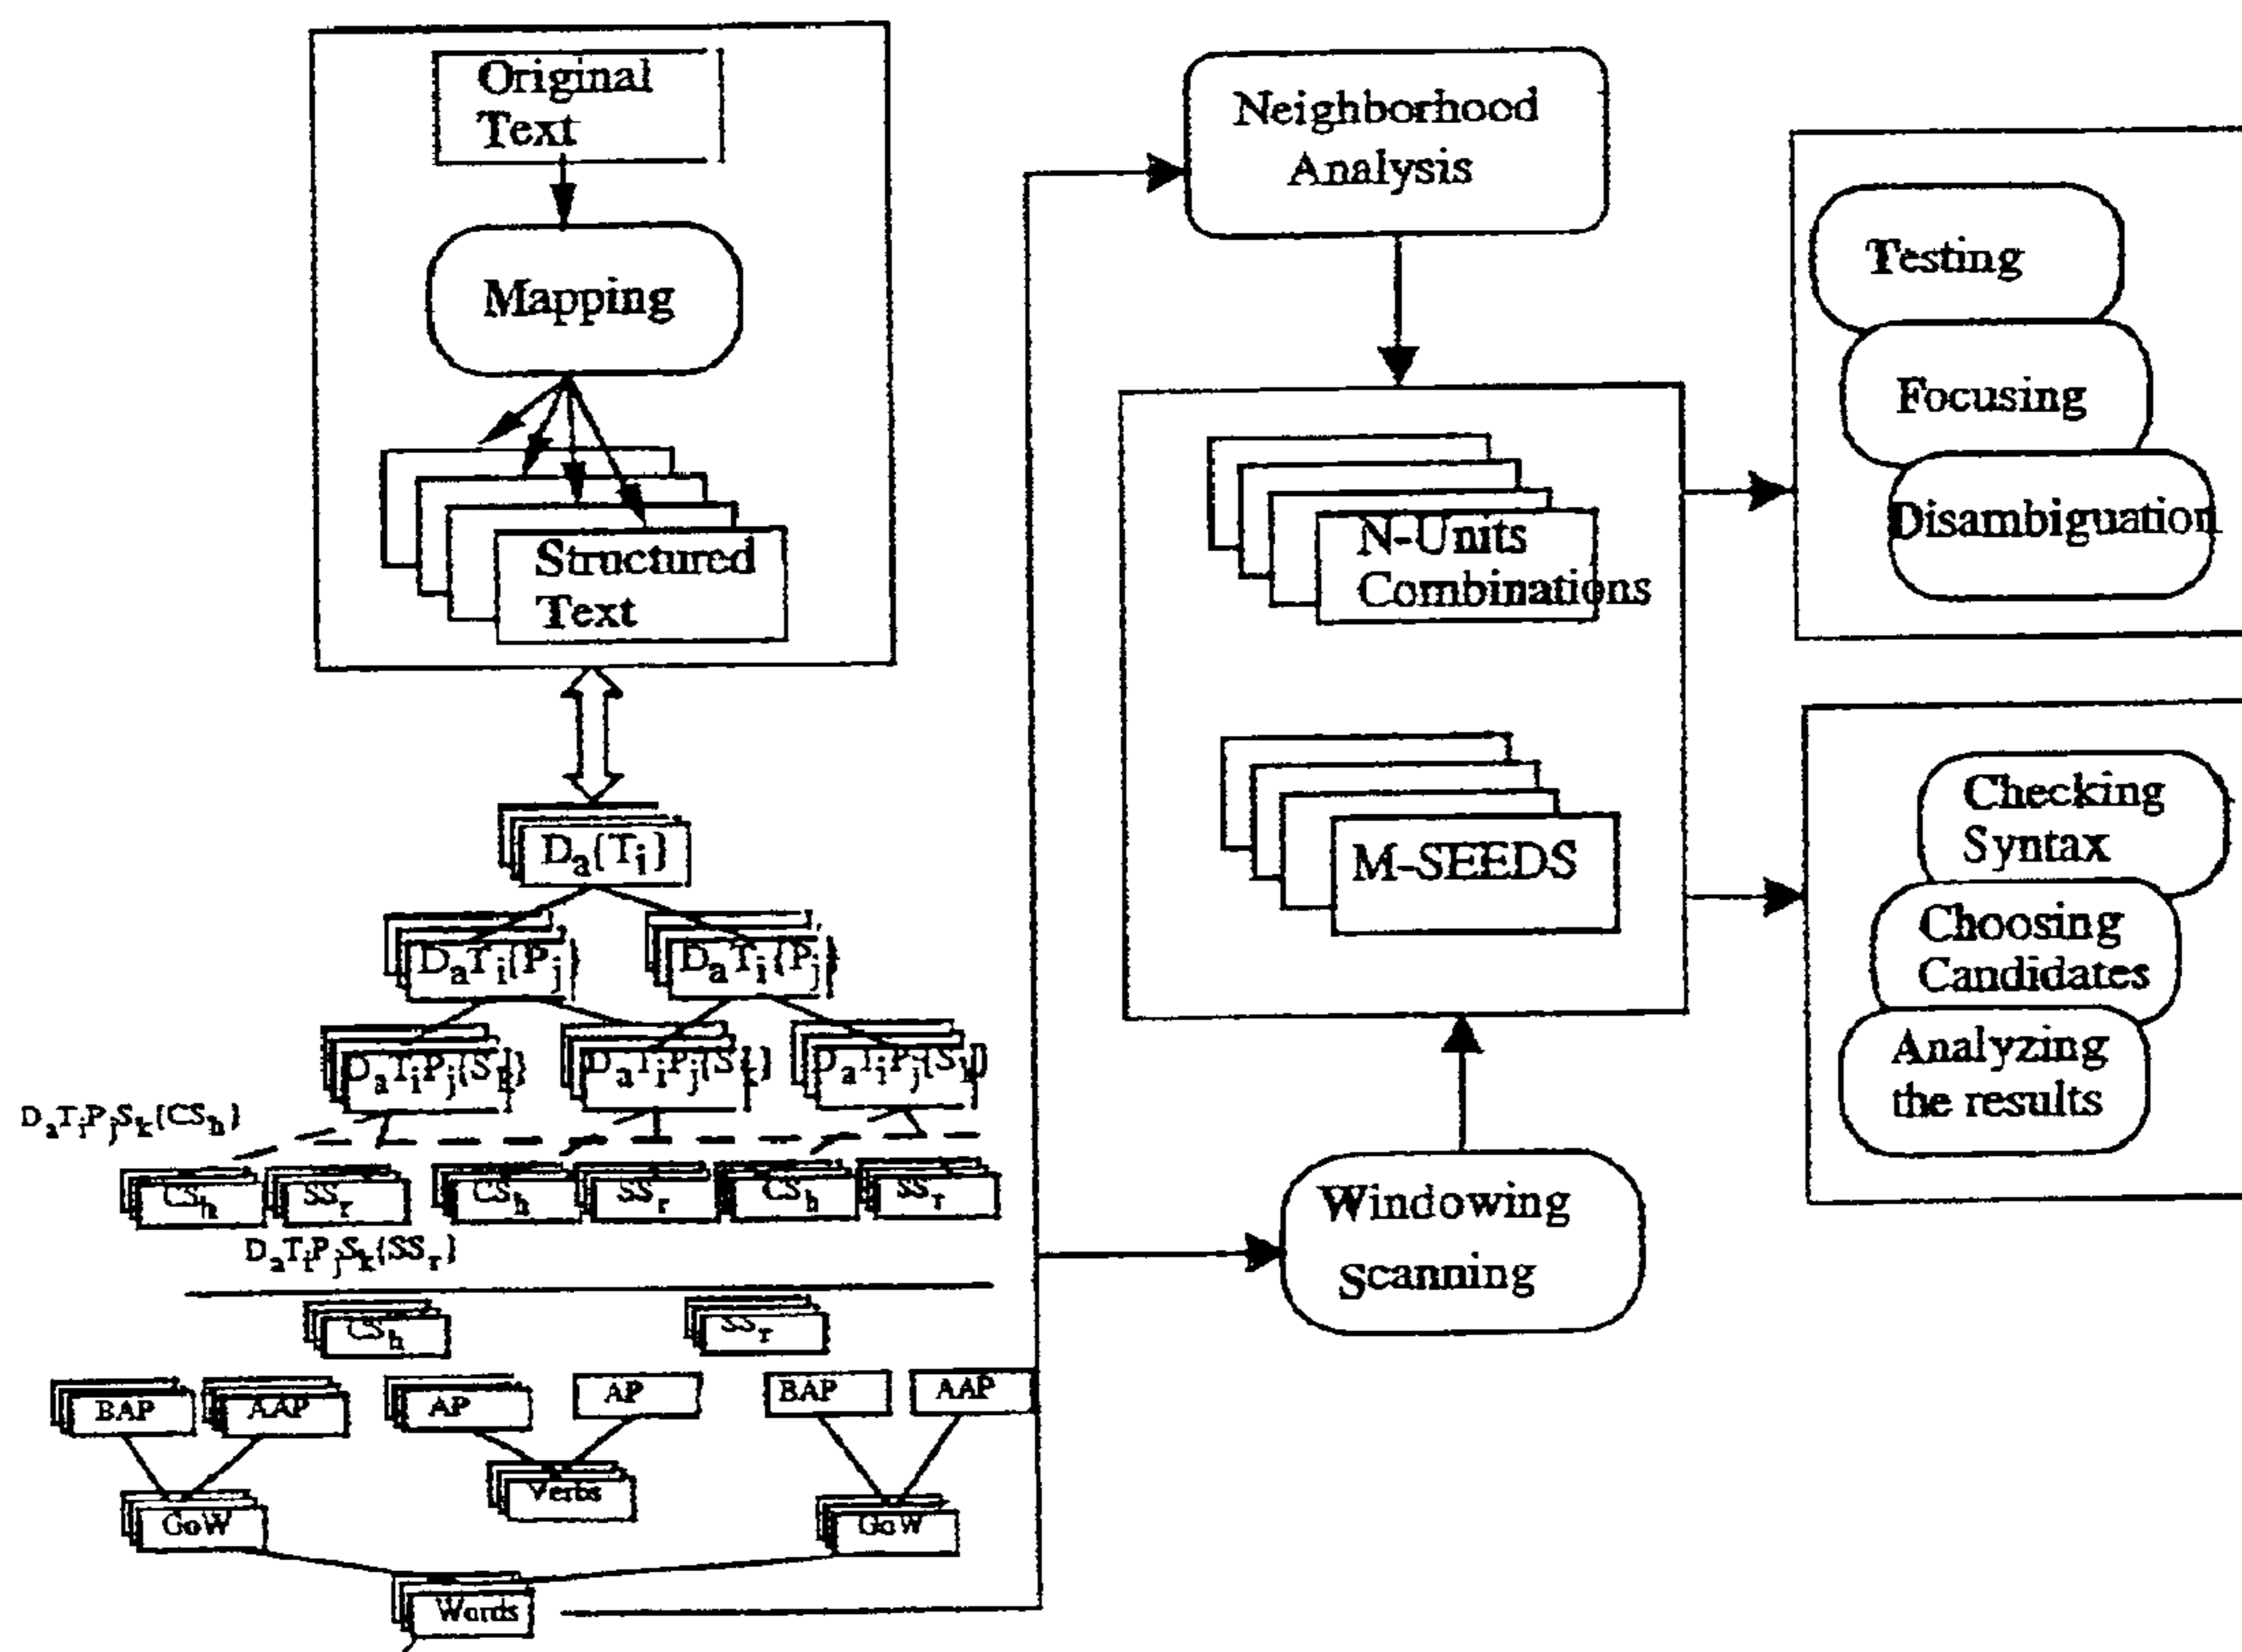 Original
Text
Mapping
Structured
Text
Dₐ{Tᵢ}
DₐTᵢ{Pⱼ}
DₐTᵢ{Pⱼ}
DₐTᵢPⱼ{Sₖ}
DₐTᵢPⱼ{Sₖ}
DₐTᵢPⱼ{Sₖ}
DₐTᵢPⱼSₖ{CSₕ}
CSₕ
SSᵣ
CSₕ
SSᵣ
CSₕ
SSᵣ
DₐTᵢPⱼSₖ{SSᵣ}
CSₕ
SSᵣ
BAP
AAP
AP
AP
BAP
AAP
GoW
Verbs
GoW
Words
Neighborhood
Analysis
N-Units
Combinations
M-SEEDS
Windowing
Scanning
Testing
Focusing
Disambiguation
Checking
Syntax
Choosing
Candidates
Analyzing
the results